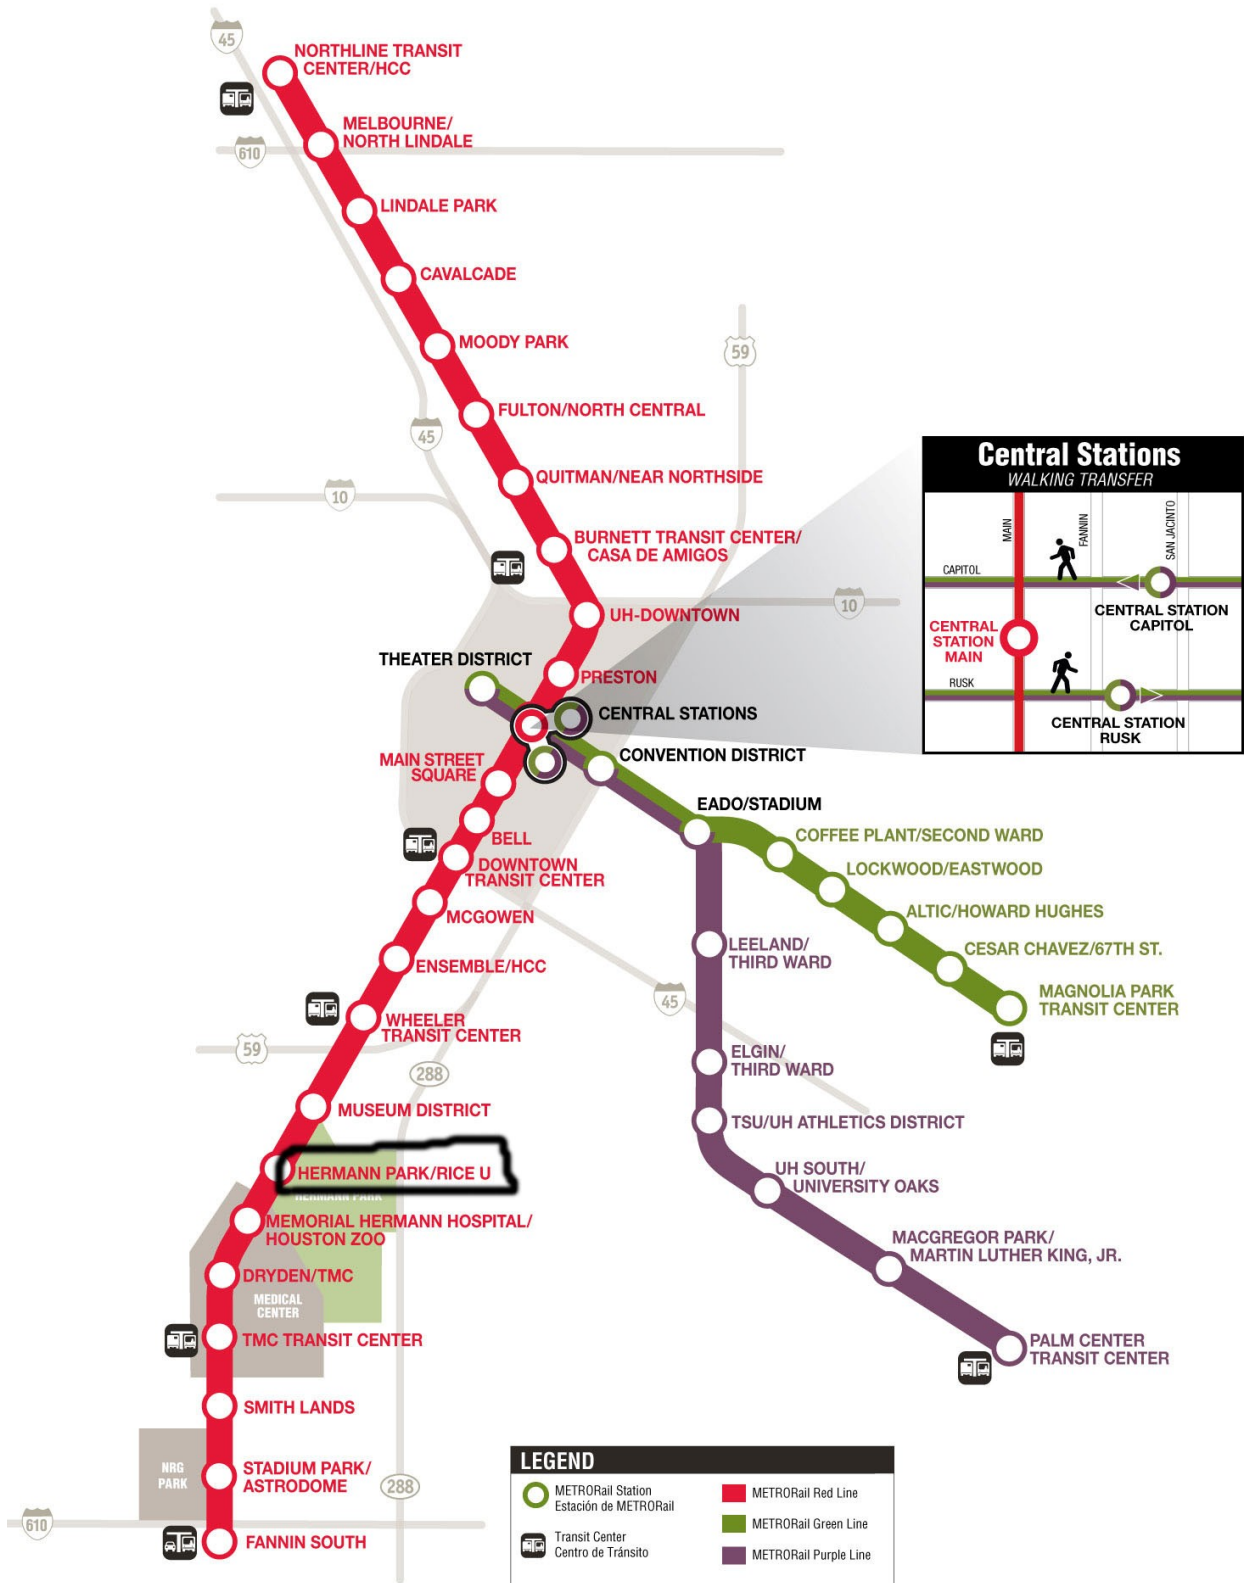 45
NORTHLINE TRANSIT
CENTER/HCC
MELBOURNE/
NORTH LINDALE
610
LINDALE PARK
CAVALCADE
MOODY PARK
59
FULTON/NORTH CENTRAL
45
QUITMAN/NEAR NORTHSIDE
10
BURNETT TRANSIT CENTER/
CASA DE AMIGOS
10
UH-DOWNTOWN
THEATER DISTRICT
PRESTON
CENTRAL STATIONS
CONVENTION DISTRICT
MAIN STREET
SQUARE
EADO/STADIUM
BELL
DOWNTOWN
TRANSIT CENTER
MCGOWEN
ENSEMBLE/HCC
WHEELER
TRANSIT CENTER
59
288
MUSEUM DISTRICT
HERMANN PARK/RICE U
HERMANN PARK
MEMORIAL HERMANN HOSPITAL/
HOUSTON ZOO
DRYDEN/TMC
MEDICAL
CENTER
TMC TRANSIT CENTER
SMITH LANDS
NRG
PARK
STADIUM PARK/
ASTRODOME
288
610
FANNIN SOUTH
COFFEE PLANT/SECOND WARD
LOCKWOOD/EASTWOOD
ALTIC/HOWARD HUGHES
CESAR CHAVEZ/67TH ST.
MAGNOLIA PARK
TRANSIT CENTER
LEELAND/
THIRD WARD
45
ELGIN/
THIRD WARD
TSU/UH ATHLETICS DISTRICT
UH SOUTH/
UNIVERSITY OAKS
MACGREGOR PARK/
MARTIN LUTHER KING, JR.
PALM CENTER
TRANSIT CENTER
Central Stations
WALKING TRANSFER
MAIN
FANNIN
SAN JACINTO
CAPITOL
CENTRAL STATION
CAPITOL
CENTRAL
STATION
MAIN
RUSK
CENTRAL STATION
RUSK
LEGEND
METRORail Station
Estación de METRORail
Transit Center
Centro de Tránsito
METRORail Red Line
METRORail Green Line
METRORail Purple Line